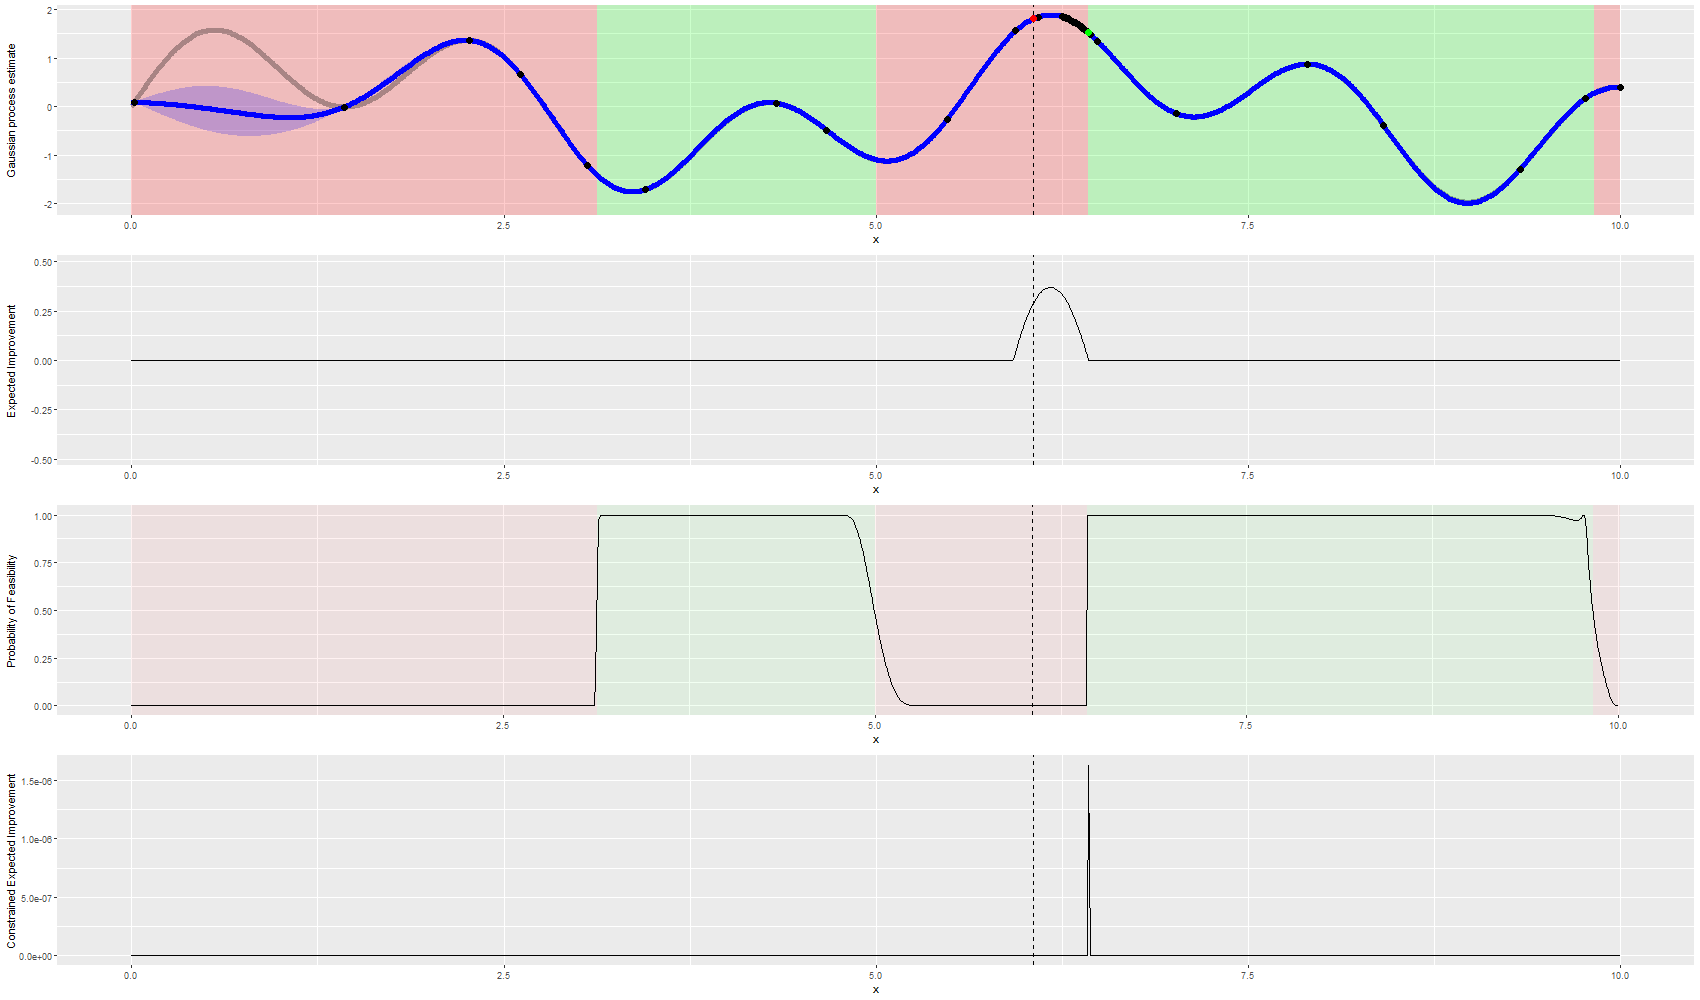 Gaussian process estimate
2
1
0
-1
-2
0.0 2.5 5.0 7.5 10.0
x
Expected Improvement
0.50
0.25
0.00
-0.25
-0.50
0.0 2.5 5.0 7.5 10.0
x
Probability of Feasibility
1.00
0.75
0.50
0.25
0.00
0.0 2.5 5.0 7.5 10.0
x
Constrained Expected Improvement
1.5e-06
1.0e-06
5.0e-07
0.0e+00
0.0 2.5 5.0 7.5 10.0
x